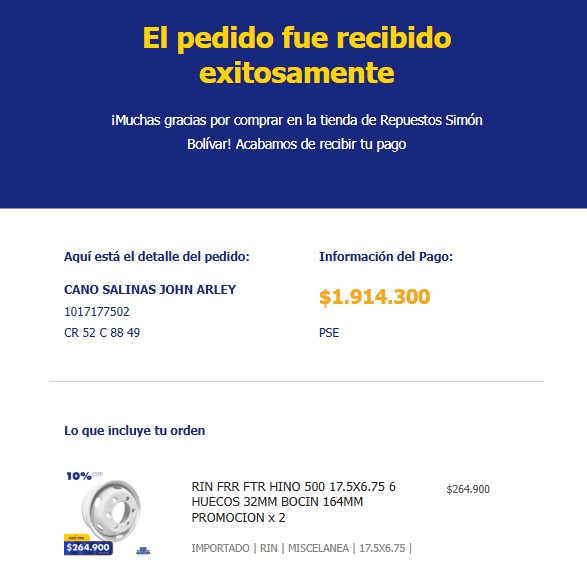 El pedido fue recibido
exitosamente
¡Muchas gracias por comprar en la tienda de Repuestos Simón
Bolívar! Acabamos de recibir tu pago
Aquí está el detalle del pedido:
CANO SALINAS JOHN ARLEY
1017177502
CR 52 C 88 49
Información del Pago:
$1.914.300
PSE
Lo que incluye tu orden
10%
$264.900
RIN FRR FTR HINO 500 17.5X6.75 6
HUECOS 32MM BOCIN 164MM
PROMOCION x 2
IMPORTADO | RIN | MISCELANEA | 17.5X6.75 |
$264.900